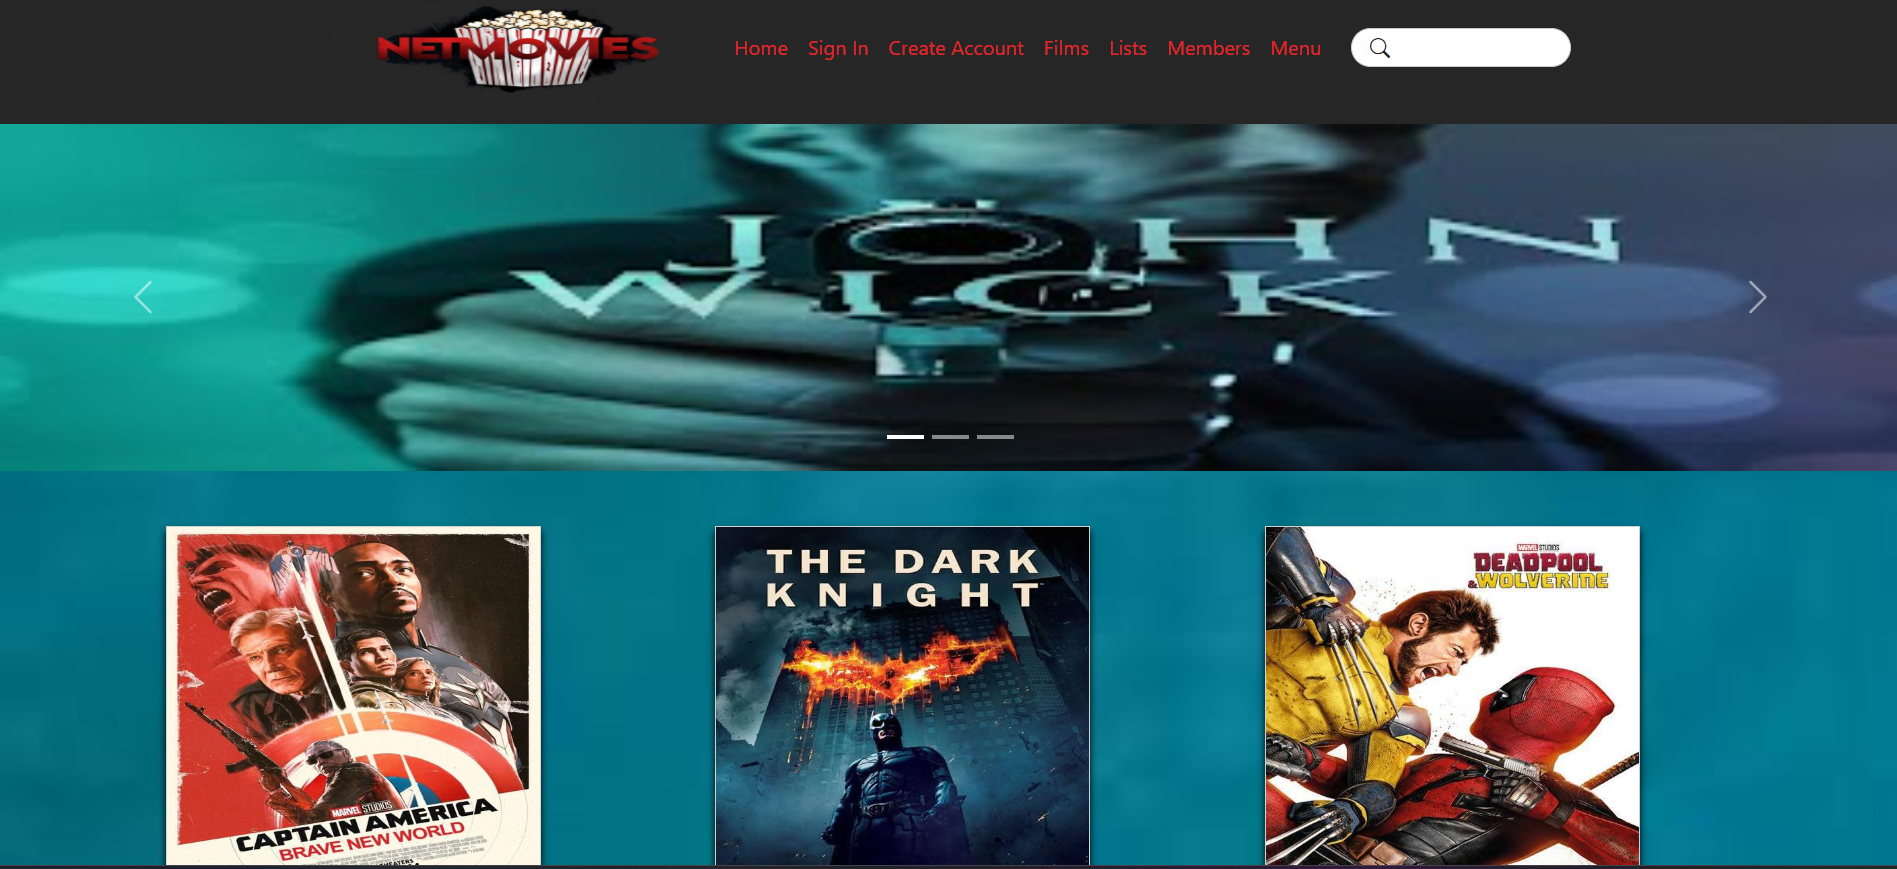 NETMOVIES
Home Sign In Create Account Films Lists Members Menu
JOHN
WICK
MARVEL STUDIOS
CAPTAIN AMERICA
BRAVE NEW WORLD
THE DARK
KNIGHT
MARVEL STUDIOS
DEADPOOL
& WOLVERINE